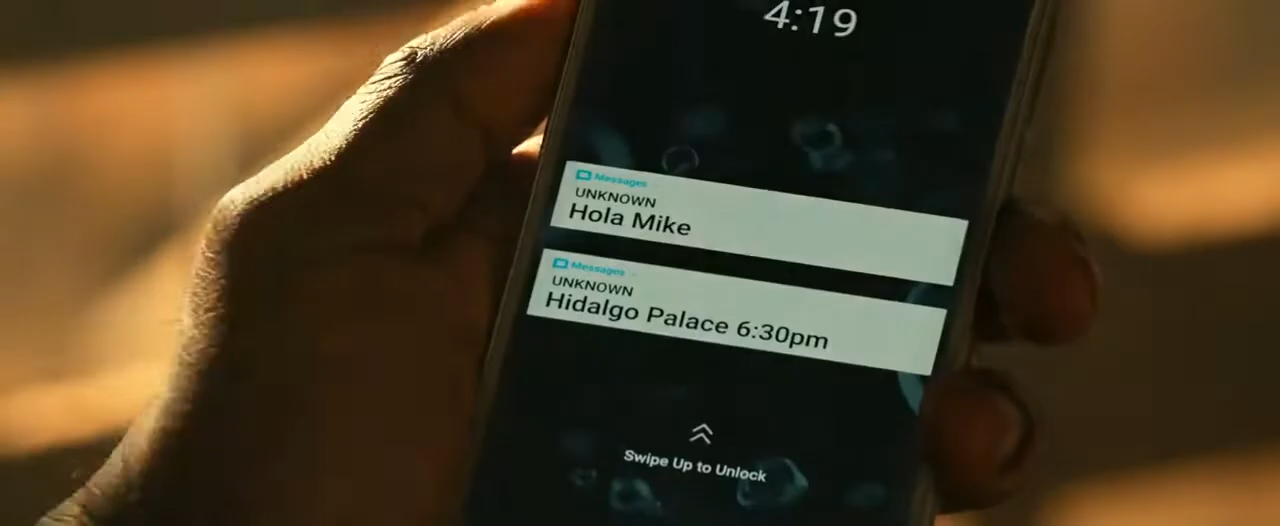 4:19
Messages
UNKNOWN
Hola Mike
Messages
UNKNOWN
Hidalgo Palace 6:30pm
Swipe Up to Unlock